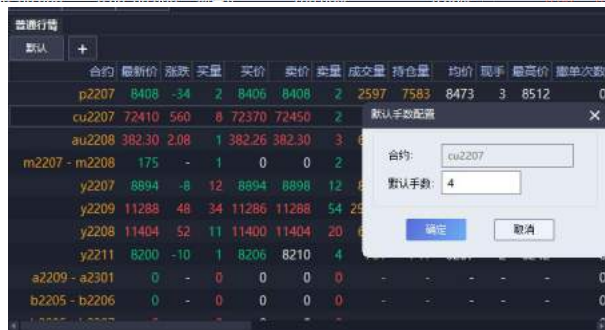 普通行情
默认 +
合约 最新价 涨跌 买量 买价 卖价 卖量 成交量 持仓量 均价 现手 最高价 撤单次数
p2207 8408 -34 2 8406 8408 2 2597 7583 8473 3 8512 0
cu2207 72410 560 8 72370 72450 2
默认手数配置 ×
au2208 382.30 2.08 1 382.26 382.30 3
合约: cu2207
m2207 - m2208 175 - 1 0 0 2
默认手数: 4
y2207 8894 -8 12 8894 8898 12
y2209 11288 48 34 11286 11288 54
确定 取消
y2208 11404 52 11 11400 11404 20
y2211 8200 -10 1 8206 8210 4
a2209 - a2301 0 - 0 0 0 0 - - - - - 0
b2205 - b2206 0 - 0 0 0 0 - - - - - 0